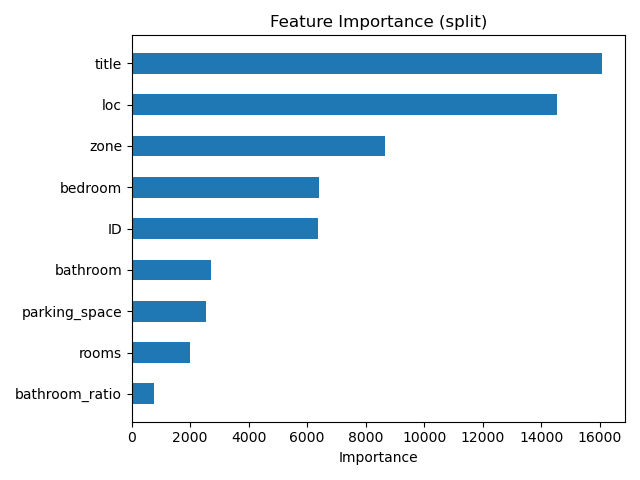 Feature Importance (split)
title
loc
zone
bedroom
ID
bathroom
parking_space
rooms
bathroom_ratio
0 2000 4000 6000 8000 10000 12000 14000 16000
Importance